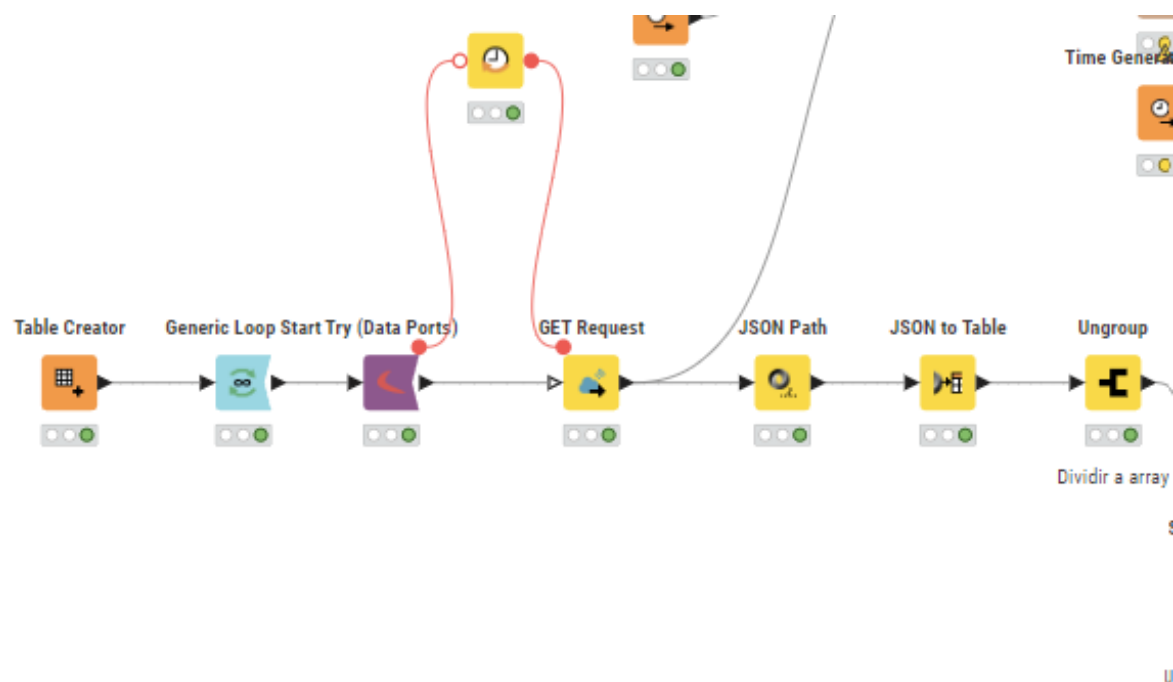 Time Genera
Table Creator
Generic Loop Start
Try (Data Ports)
GET Request
JSON Path
JSON to Table
Ungroup
Dividir a array